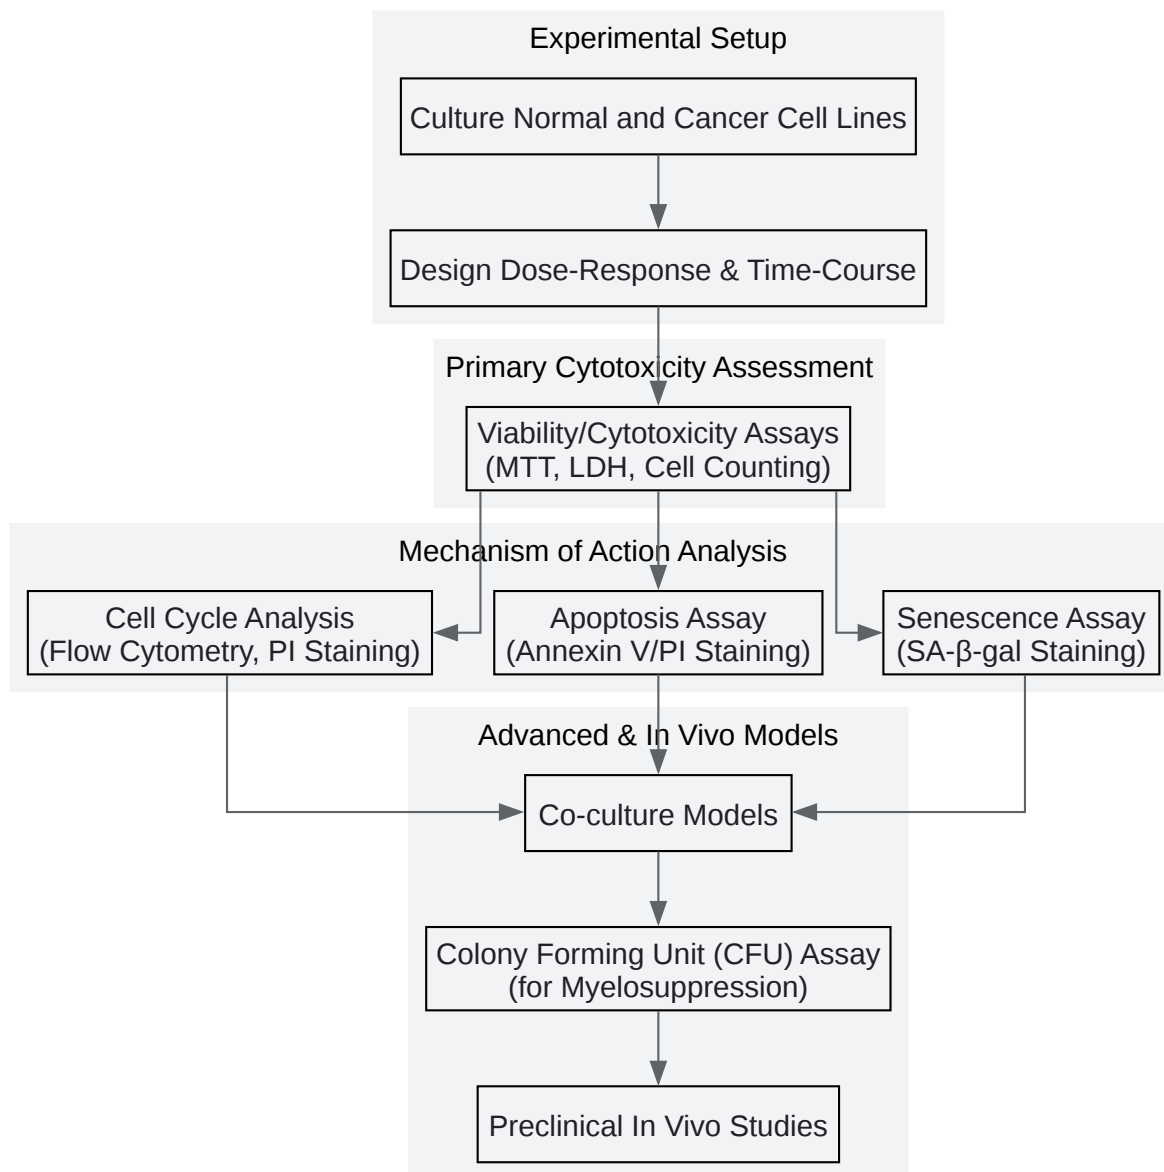 Experimental Setup
Culture Normal and Cancer Cell Lines
Design Dose-Response & Time-Course
Primary Cytotoxicity Assessment
Viability/Cytotoxicity Assays
(MTT, LDH, Cell Counting)
Mechanism of Action Analysis
Cell Cycle Analysis
(Flow Cytometry, PI Staining)
Apoptosis Assay
(Annexin V/PI Staining)
Senescence Assay
(SA-β-gal Staining)
Advanced & In Vivo Models
Co-culture Models
Colony Forming Unit (CFU) Assay
(for Myelosuppression)
Preclinical In Vivo Studies